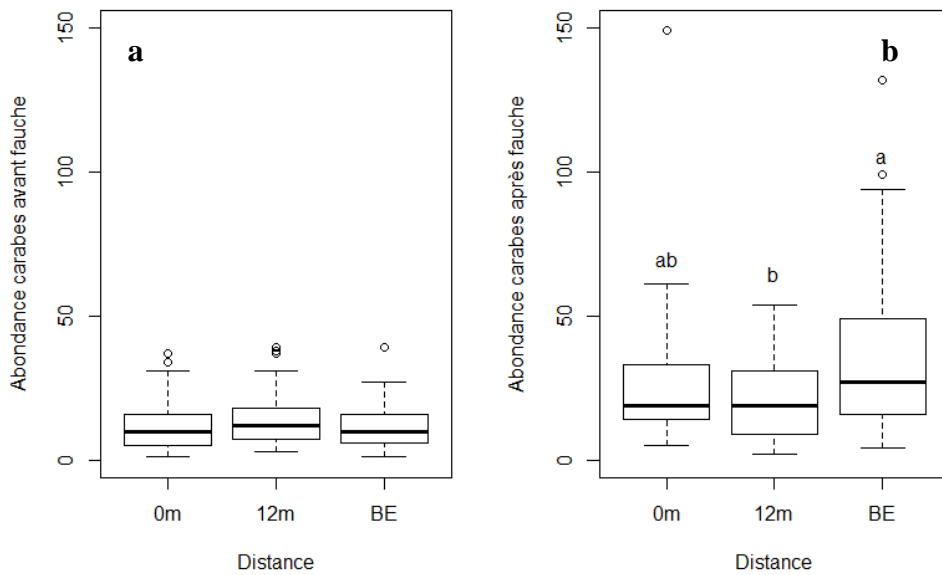 a
Abondance carabes avant fauche
150
100
50
0
0m 12m BE
Distance
b
Abondance carabes après fauche
150
100
50
0
ab
b
a
0m 12m BE
Distance